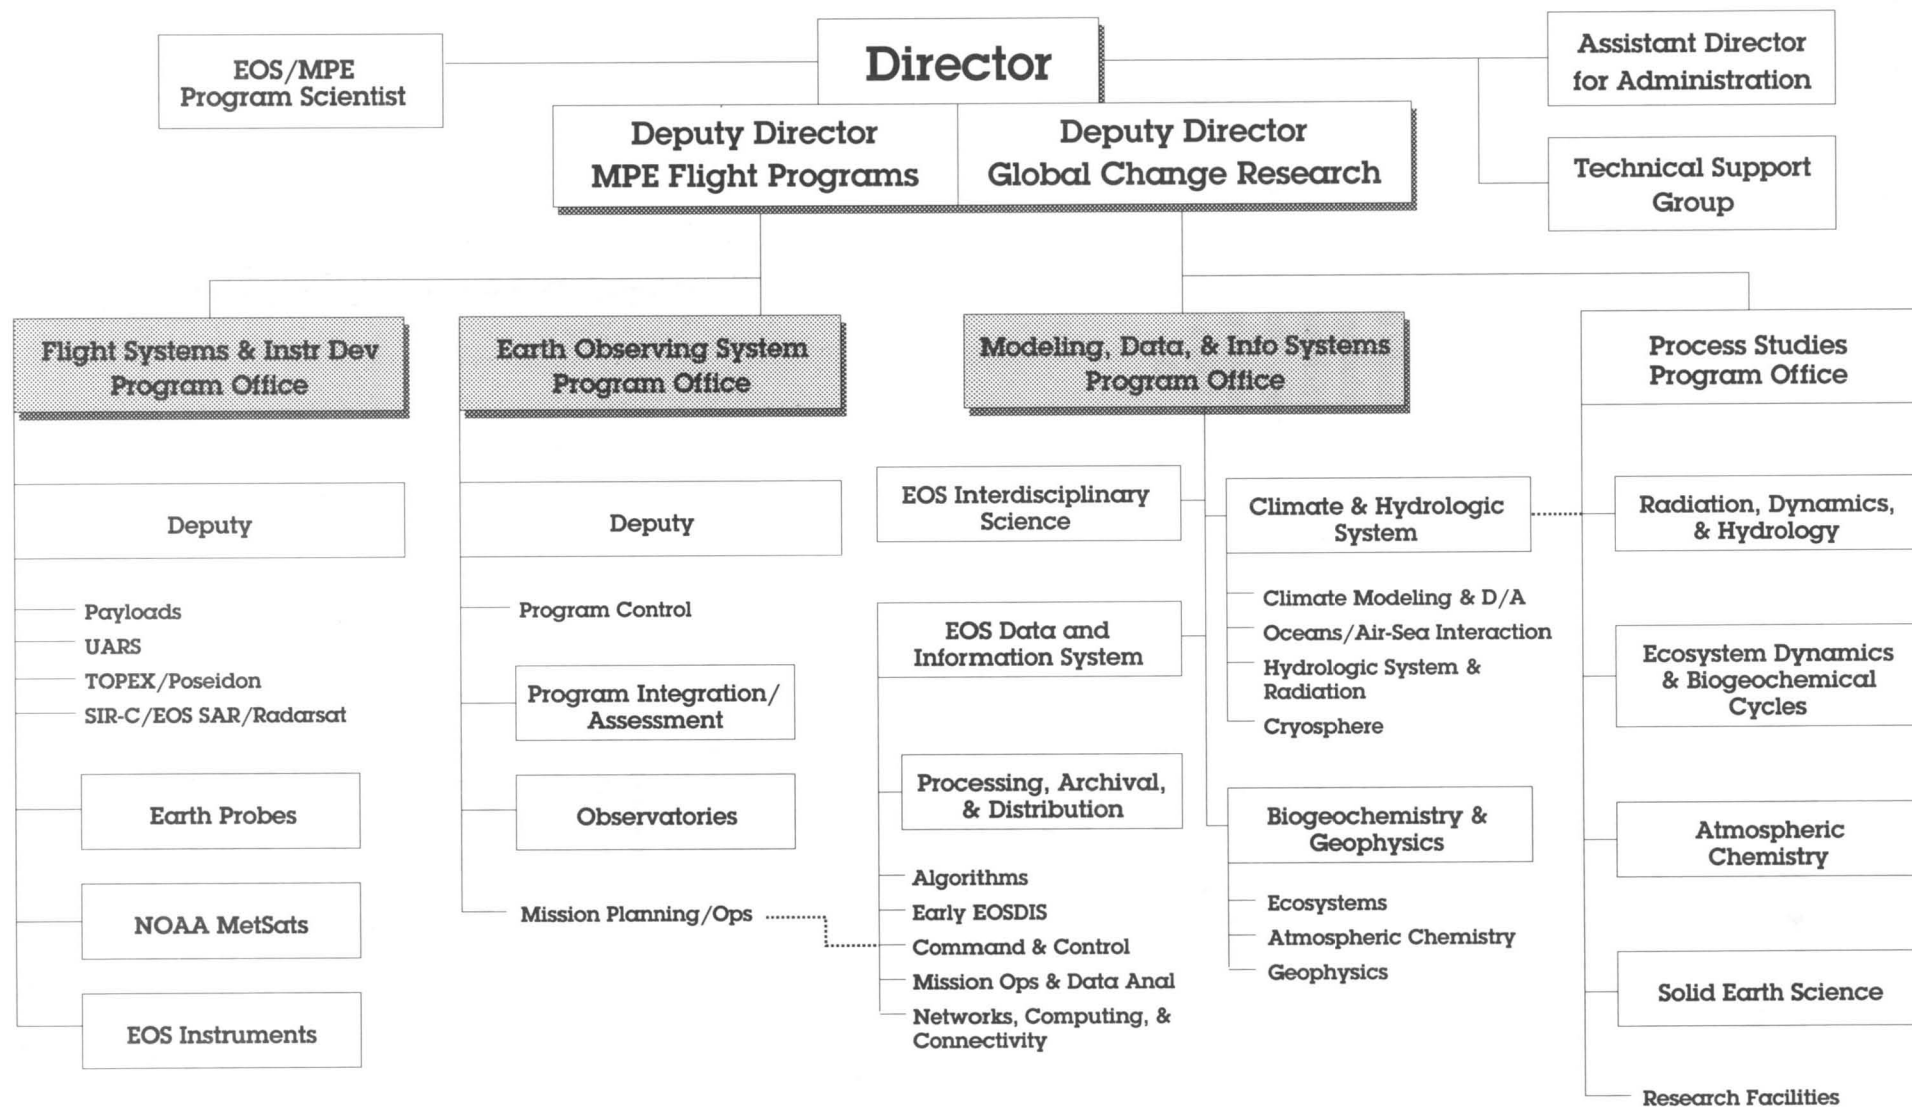 EOS/MPE
Program Scientist
Director
Assistant Director
for Administration
Deputy Director
MPE Flight Programs
Deputy Director
Global Change Research
Technical Support
Group
Flight Systems & Instr Dev
Program Office
Earth Observing System
Program Office
Modeling, Data, & Info Systems
Program Office
Process Studies
Program Office
Deputy
Payloads
UARS
TOPEX/Poseidon
SIR-C/EOS SAR/Radarsat
Earth Probes
NOAA MetSats
EOS Instruments
Deputy
Program Control
Program Integration/
Assessment
Observatories
Mission Planning/Ops
EOS Interdisciplinary
Science
EOS Data and
Information System
Processing, Archival,
& Distribution
Algorithms
Early EOSDIS
Command & Control
Mission Ops & Data Anal
Networks, Computing, &
Connectivity
Climate & Hydrologic
System
Climate Modeling & D/A
Oceans/Air-Sea Interaction
Hydrologic System &
Radiation
Cryosphere
Biogeochemistry &
Geophysics
Ecosystems
Atmospheric Chemistry
Geophysics
Radiation, Dynamics,
& Hydrology
Ecosystem Dynamics
& Biogeochemical
Cycles
Atmospheric
Chemistry
Solid Earth Science
Research Facilities